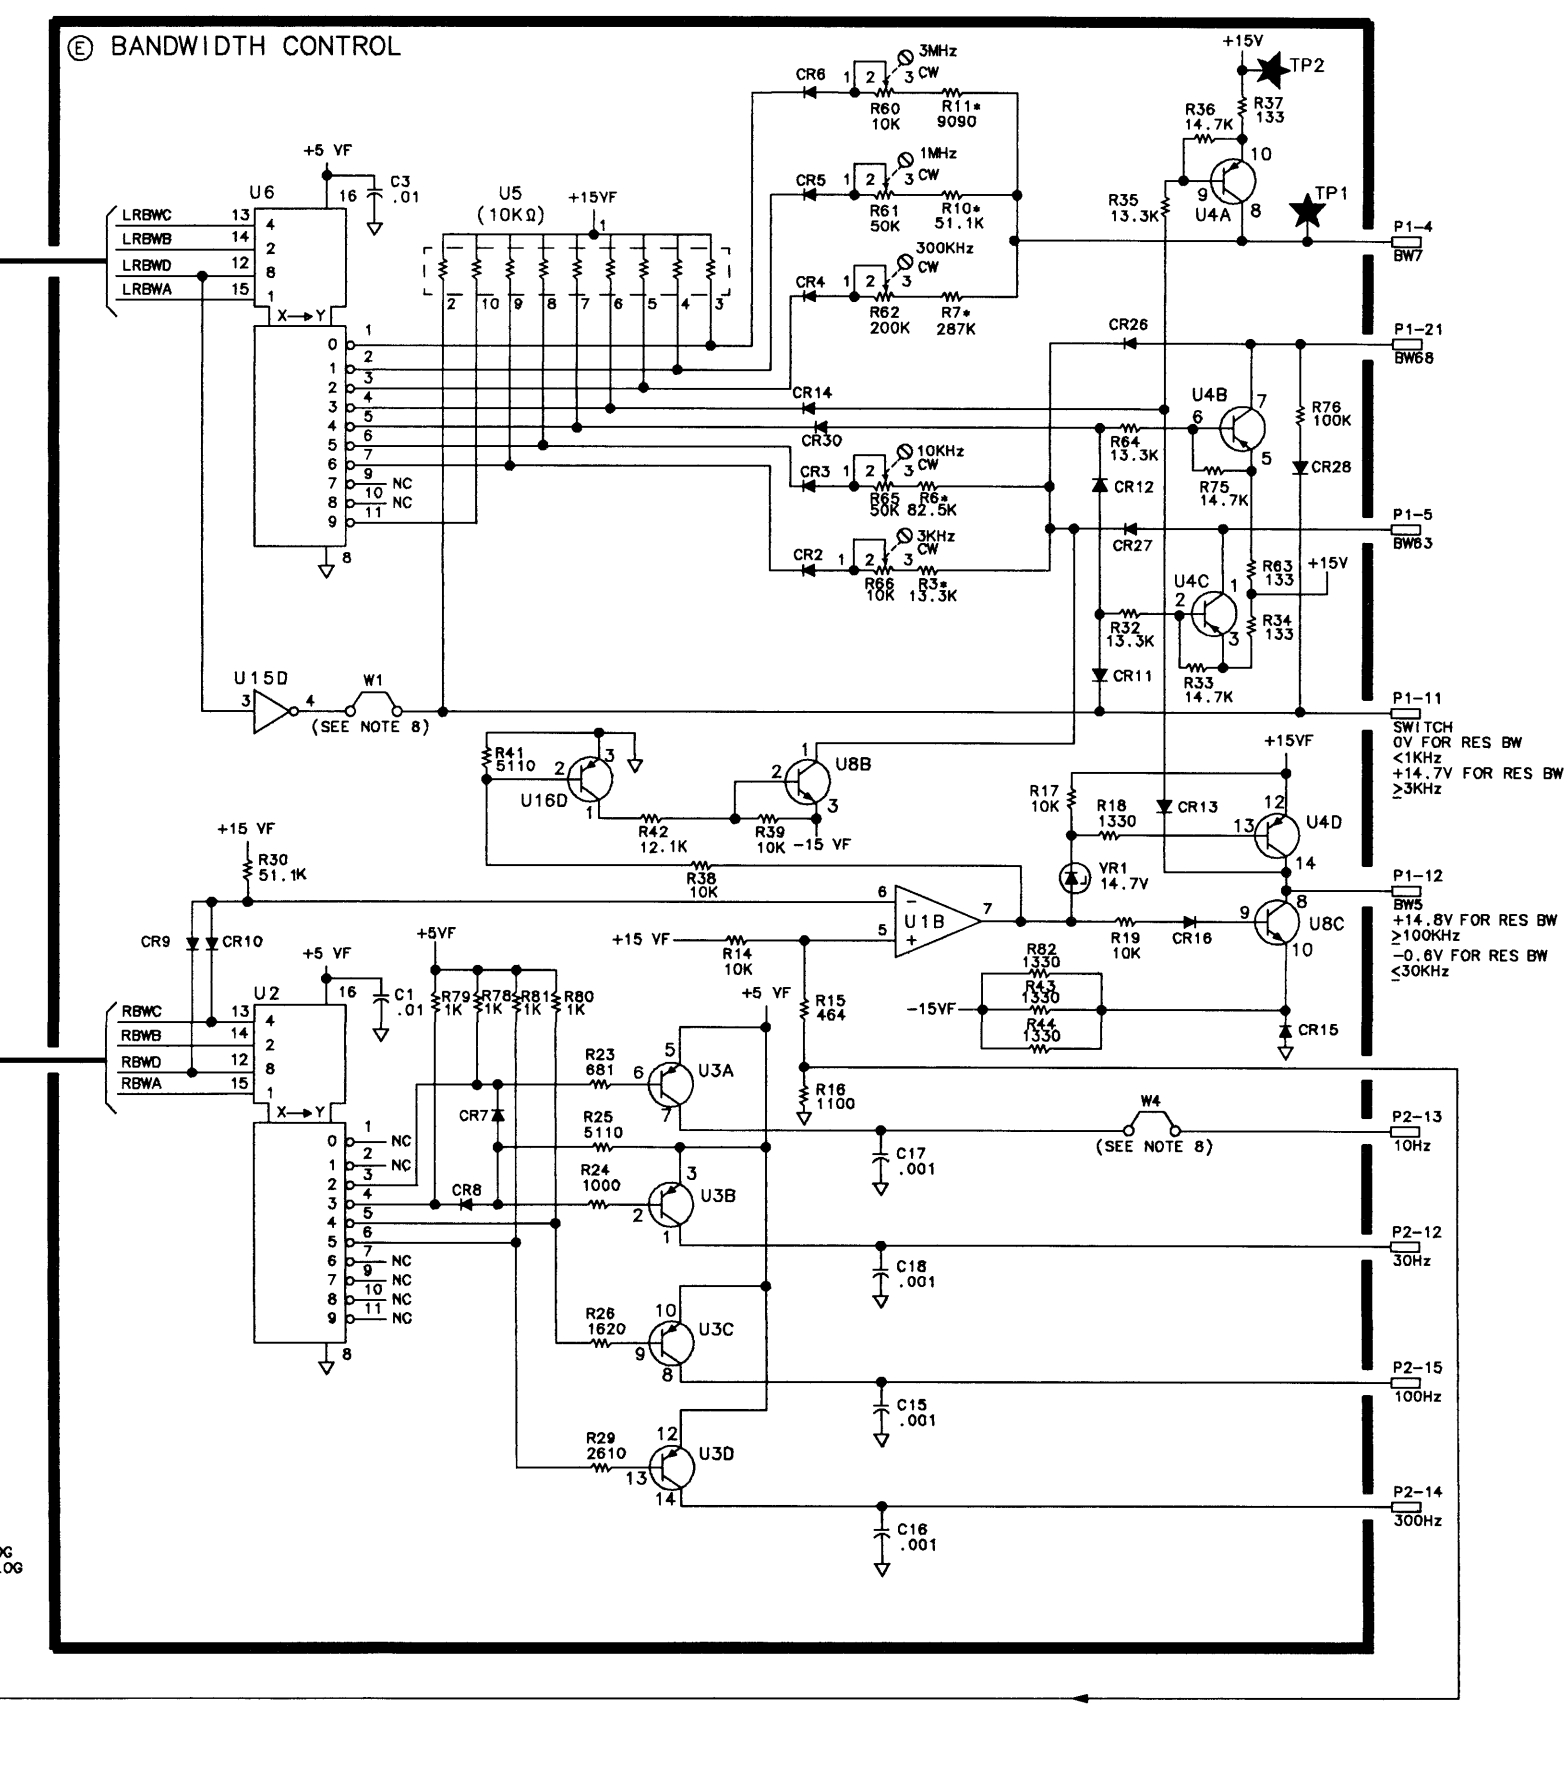 Ⓔ BANDWIDTH CONTROL
+15V
TP2
R37
133
R36
14.7K
10
9
8
U4A
R35
13.3K
TP1
P1-4
BW7
CR6
1 2 3
3MHz
CW
R60
10K
R11*
9090
CR5
1 2 3
1MHz
CW
R61
50K
R10*
51.1K
CR4
1 2 3
300KHz
CW
R62
200K
R7*
287K
+5 VF
C3
.01
16
U6
LRBWC 13 4
LRBWB 14 2
LRBWD 12 8
LRBWA 15 1
X→Y
U5
(10KΩ)
+15VF
1
2 10 9 8 7 6 5 4 3
0 1
1 2
2 3
3 4
4 5
5 6
6 7
7 9 NC
8 10 NC
9 11
8
CR14
CR30
CR3
1 2 3
10KHz
CW
R65
50K
R6*
82.5K
CR2
1 2 3
3KHz
CW
R66
10K
R3*
13.3K
CR26
P1-21
BW68
U4B
7
6
5
R64
13.3K
R75
14.7K
R76
100K
CR28
CR12
CR27
P1-5
BW63
R63
133
+15V
U4C
1
2
3
R32
13.3K
R34
133
R33
14.7K
CR11
U15D
3 4
W1
(SEE NOTE 8)
P1-11
SWITCH
0V FOR RES BW
<1KHz
+14.7V FOR RES BW
≥3KHz
R41
5110
2
3
1
U16D
R42
12.1K
R39
10K
1
2
3
U8B
-15 VF
R38
10K
+15VF
R17
10K
R18
1330
CR13
12
13
14
U4D
VR1
14.7V
P1-12
BW5
+14.8V FOR RES BW
≥100KHz
-0.6V FOR RES BW
≤30KHz
+15 VF
R30
51.1K
CR9
CR10
6 -
5 +
U1B
7
+15 VF
R14
10K
R15
464
R16
1100
R19
10K
CR16
8
9
10
U8C
R82
1330
R43
1330
R44
1330
-15VF
CR15
+5 VF
C1
.01
16
U2
RBWC 13 4
RBWB 14 2
RBWD 12 8
RBWA 15 1
X→Y
0 1 NC
1 2 NC
2 3
3 4
4 5
5 6
6 7 NC
7 9 NC
8 10 NC
9 11 NC
8
+5VF
R79
1K
R78
1K
R81
1K
R80
1K
CR7
CR8
+5 VF
R23
681
5
6
7
U3A
R25
5110
R24
1000
3
2
1
U3B
C17
.001
W4
(SEE NOTE 8)
P2-13
10Hz
C18
.001
P2-12
30Hz
R26
1620
10
9
8
U3C
C15
.001
P2-15
100Hz
R29
2610
12
13
14
U3D
C16
.001
P2-14
300Hz
OG